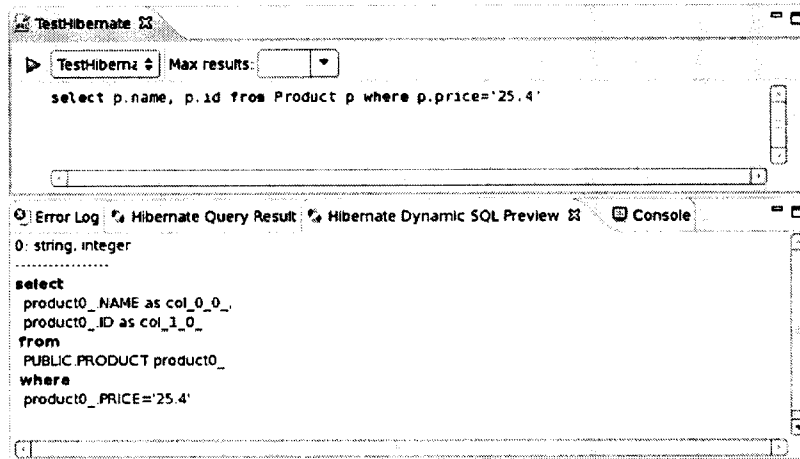 TestHibernate
TestHiberna Max results:
select p.name, p.id from Product p where p.price='25.4'
Error Log Hibernate Query Result Hibernate Dynamic SQL Preview Console
0: string, integer
-----------------
select
product0_.NAME as col_0_0_,
product0_.ID as col_1_0_
from
PUBLIC.PRODUCT product0_
where
product0_.PRICE='25.4'